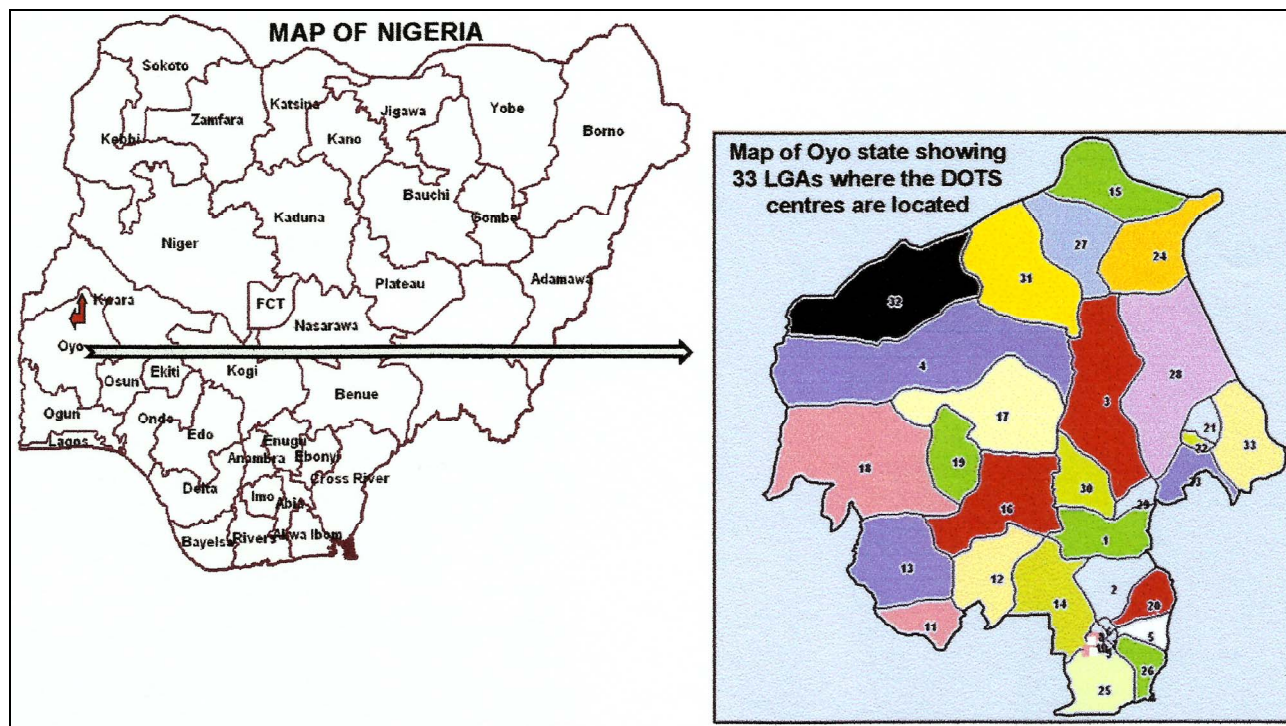 MAP OF NIGERIA
Sokoto
Katsina
Jigawa
Yobe
Borno
Zamfara
Kebbi
Kano
Bauchi
Gombe
Kaduna
Niger
Adamawa
Plateau
FCT
Kwara
Nasarawa
Oyo
Kogi
Ekiti
Osun
Benue
Ogun
Ondo
Edo
Lagos
Enugu
Anambra
Ebonyi
Cross River
Delta
Imo
Abia
Bayelsa
Rivers
Akwa Ibom
Map of Oyo state showing
33 LGAs where the DOTS
centres are located
15
27
24
31
32
4
28
3
17
21
33
22
19
18
30
23
29
16
1
13
12
2
14
20
11
5
26
25